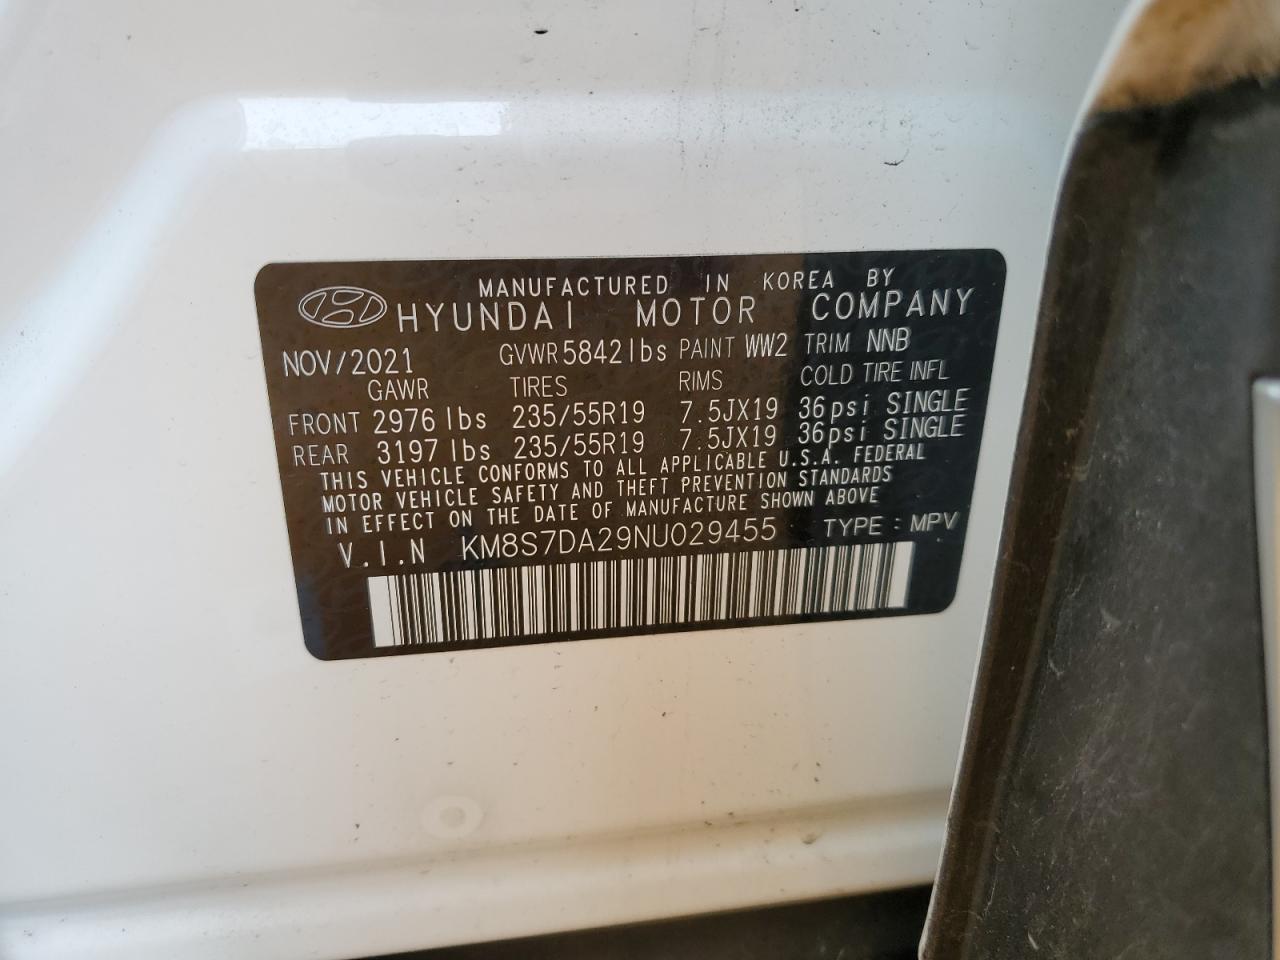 MANUFACTURED IN KOREA BY
HYUNDAI MOTOR COMPANY
NOV/2021 GVWR 5842 lbs PAINT WW2 TRIM NNB
GAWR TIRES RIMS COLD TIRE INFL
FRONT 2976 lbs 235/55R19 7.5JX19 36psi SINGLE
REAR 3197 lbs 235/55R19 7.5JX19 36psi SINGLE
THIS VEHICLE CONFORMS TO ALL APPLICABLE U.S.A. FEDERAL
MOTOR VEHICLE SAFETY AND THEFT PREVENTION STANDARDS
IN EFFECT ON THE DATE OF MANUFACTURE SHOWN ABOVE
V.I.N KM8S7DA29NU029455 TYPE : MPV